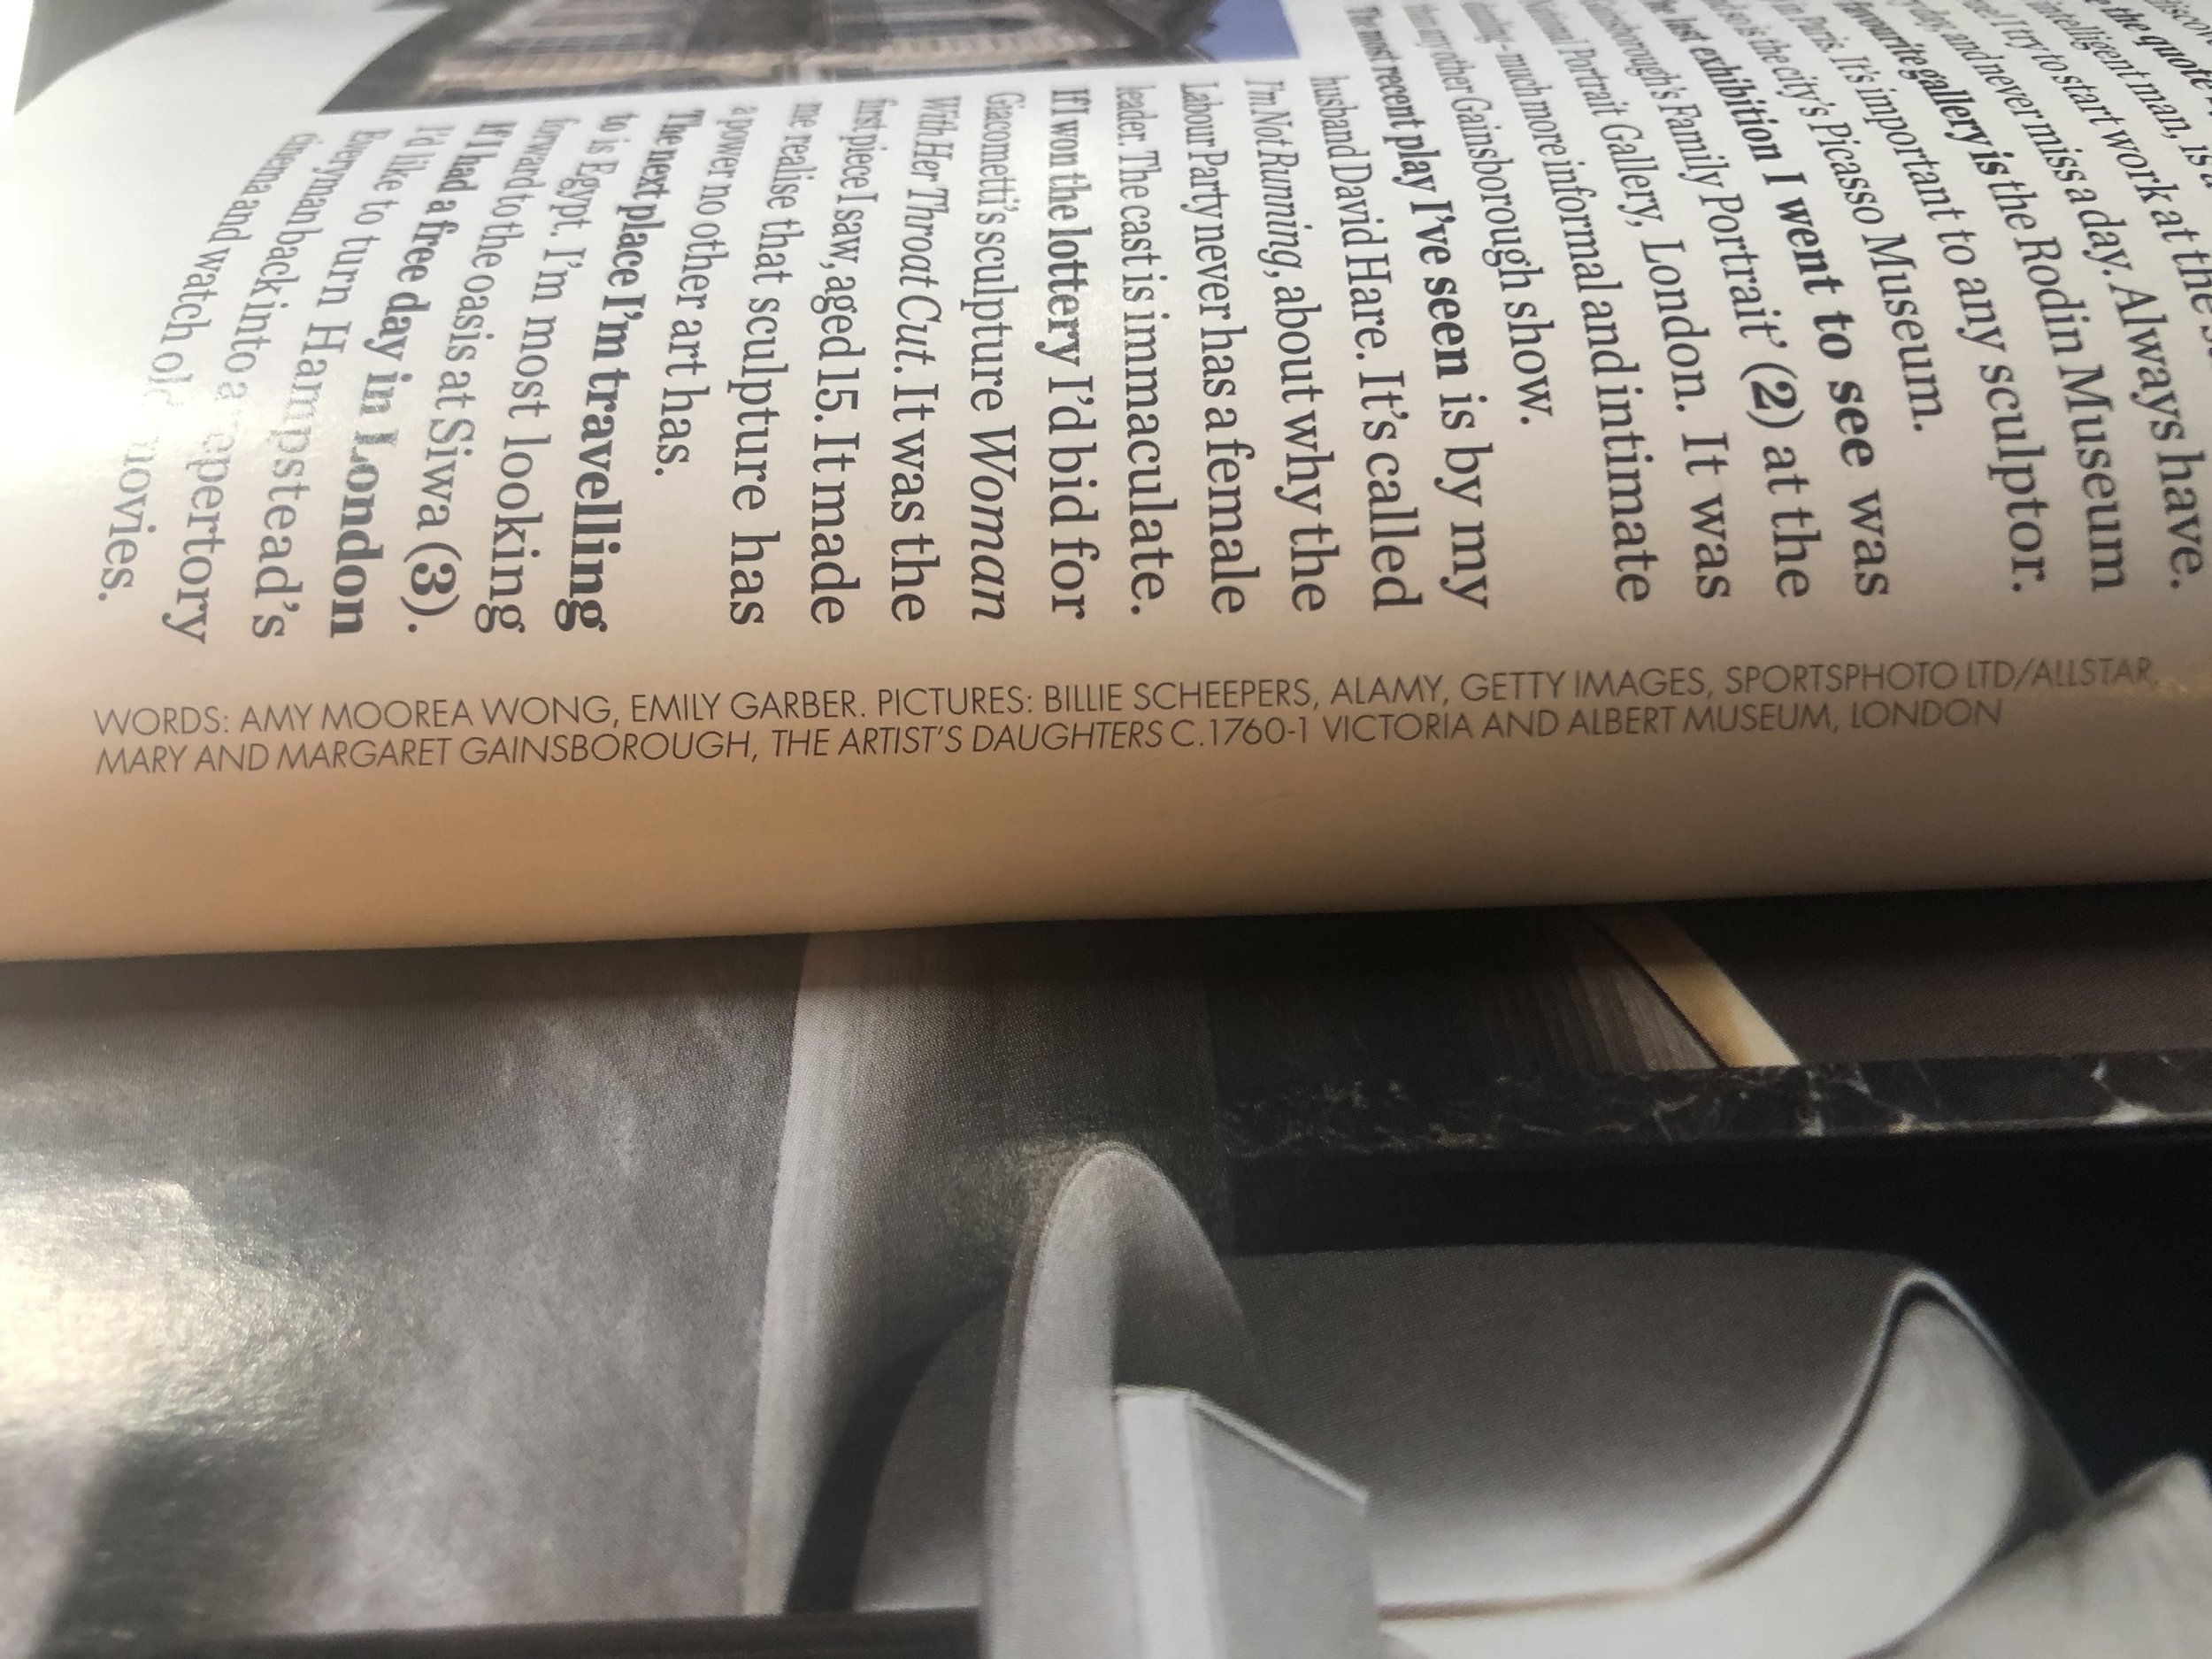 the quote
intelligent man, is
I try to start work at the
day, and never miss a day. Always have.
favourite gallery is the Rodin Museum
in Paris. It's important to any sculptor.
so is the city's Picasso Museum.
last exhibition I went to see was
Gainsborough's Family Portrait' (2) at the
National Portrait Gallery, London. It was
– much more informal and intimate
than any other Gainsborough show.
The most recent play I've seen is by my
husband David Hare. It's called
I'm Not Running, about why the
Labour Party never has a female
leader. The cast is immaculate.
If I won the lottery I'd bid for
Giacometti's sculpture Woman
With Her Throat Cut. It was the
first piece I saw, aged 15. It made
me realise that sculpture has
a power no other art has.
The next place I'm travelling
to is Egypt. I'm most looking
forward to the oasis at Siwa (3).
If I had a free day in London
I'd like to turn Hampstead's
Everyman back into a repertory
cinema and watch old movies.
WORDS: AMY MOOREA WONG, EMILY GARBER. PICTURES: BILLIE SCHEEPERS, ALAMY, GETTY IMAGES, SPORTSPHOTO LTD/ALLSTAR,
MARY AND MARGARET GAINSBOROUGH, THE ARTIST'S DAUGHTERS C.1760-1 VICTORIA AND ALBERT MUSEUM, LONDON